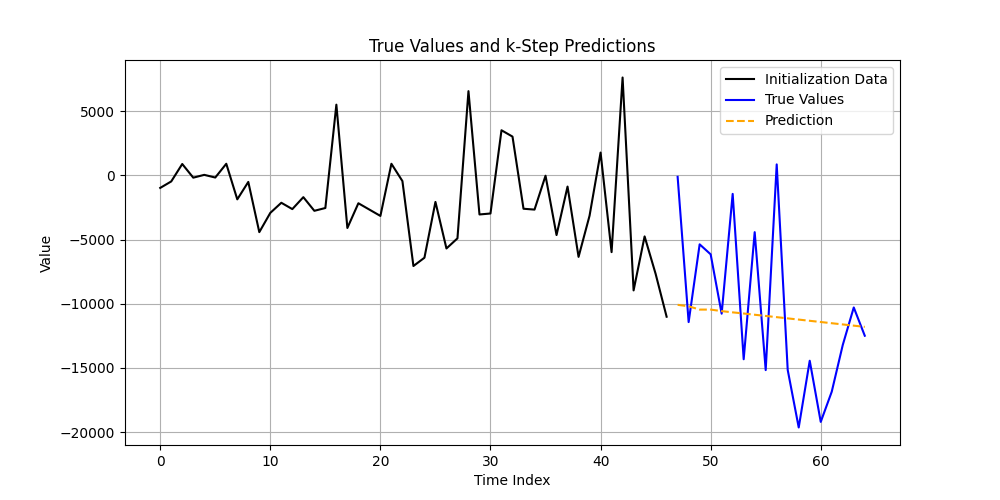 True Values and k-Step Predictions
Initialization Data
True Values
Prediction
Value
5000
0
−5000
−10000
−15000
−20000
0 10 20 30 40 50 60
Time Index